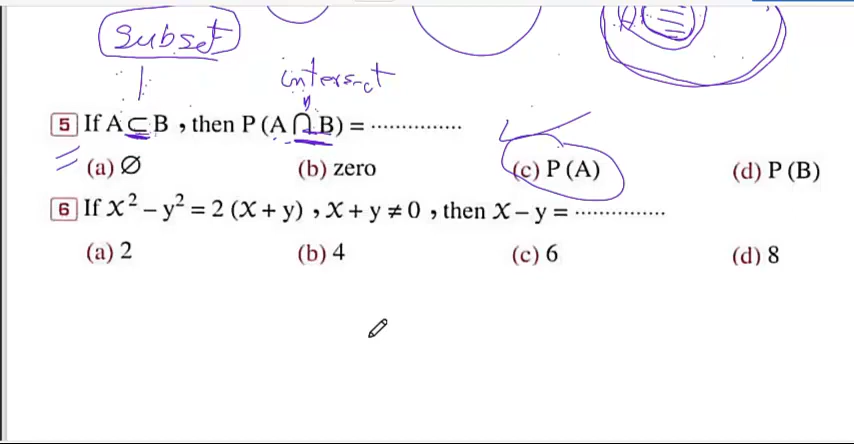 subset
intersect
5 If A ⊂ B , then P (A ∩ B) = ..............
(a) Ø (b) zero (c) P (A) (d) P (B)
6 If x² – y² = 2 (x + y) , x + y ≠ 0 , then x – y = ...............
(a) 2 (b) 4 (c) 6 (d) 8